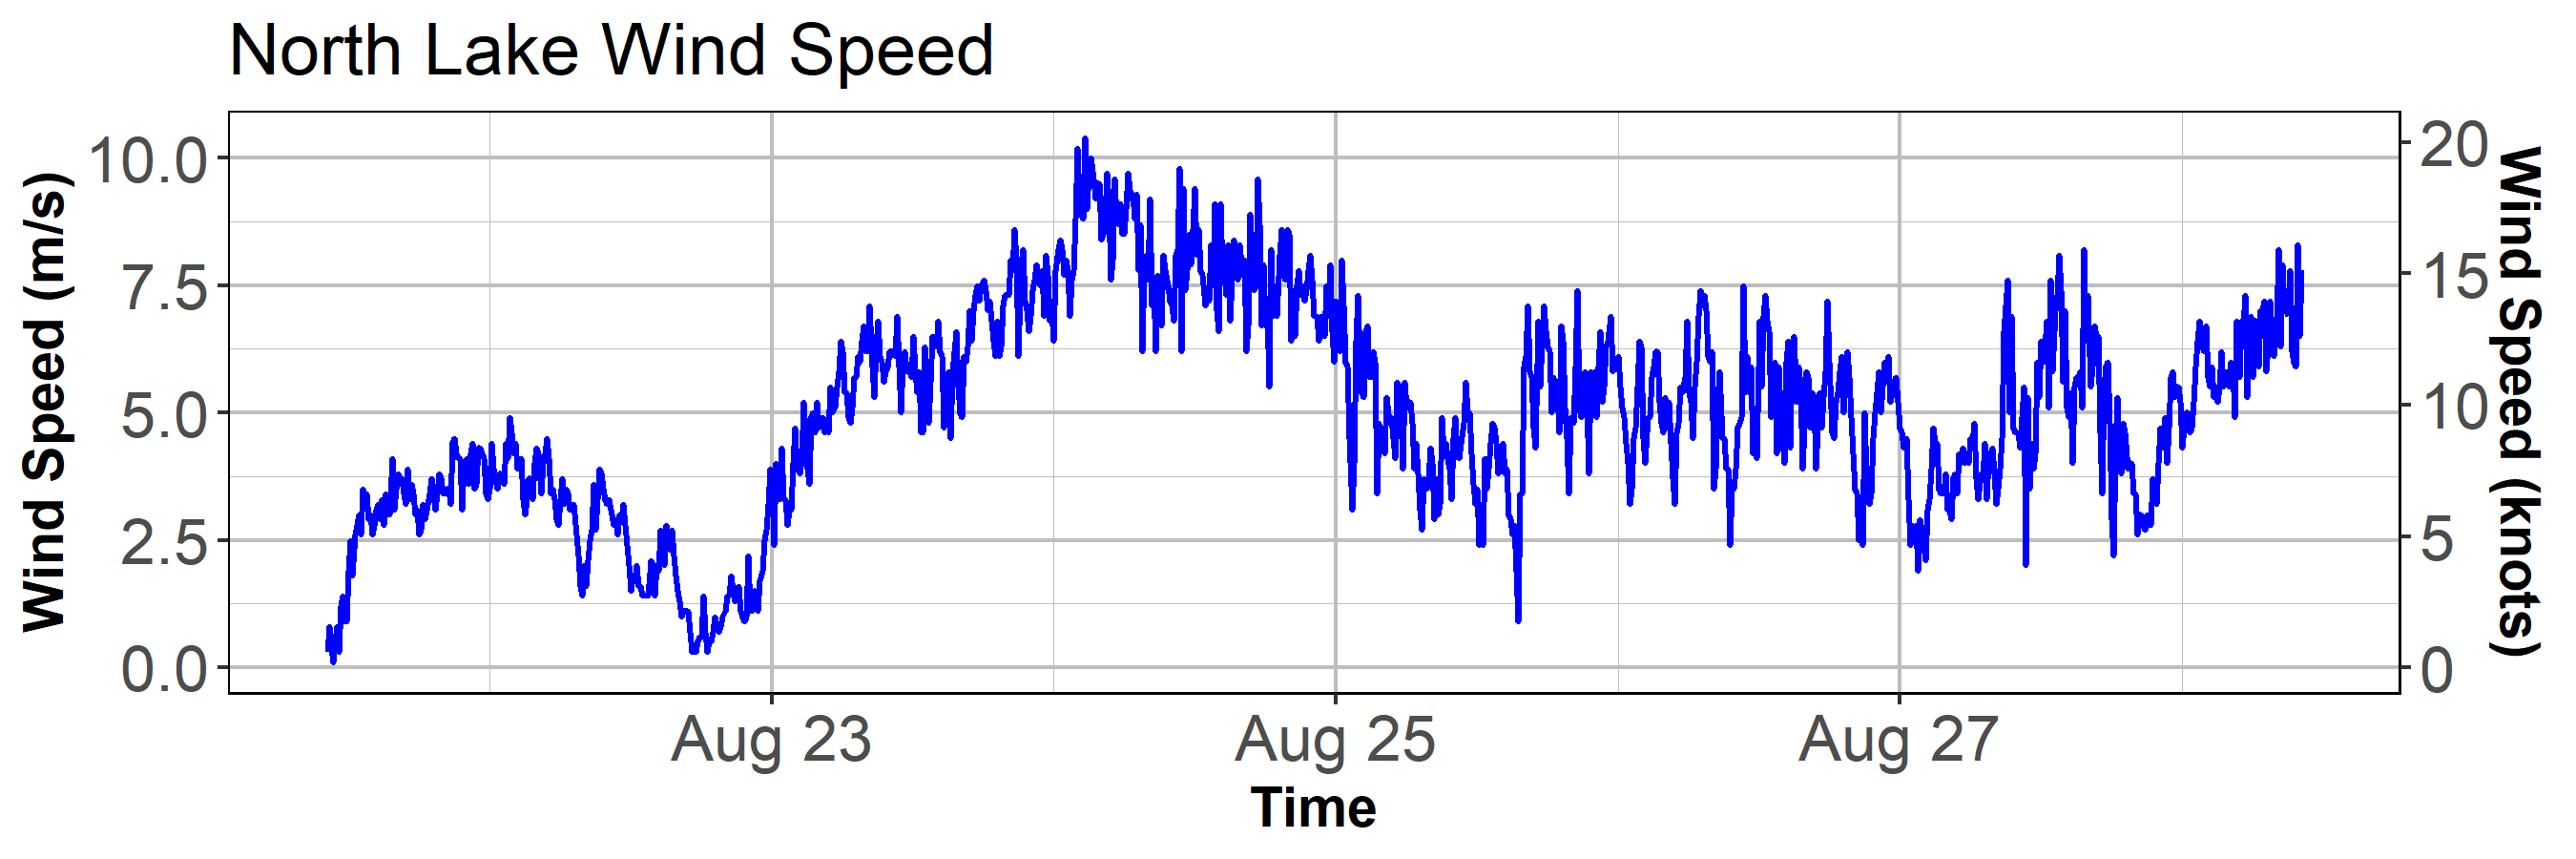 North Lake Wind Speed
Wind Speed (m/s)
10.0
7.5
5.0
2.5
0.0
20
15
10
5
0
Wind Speed (knots)
Aug 23
Aug 25
Aug 27
Time